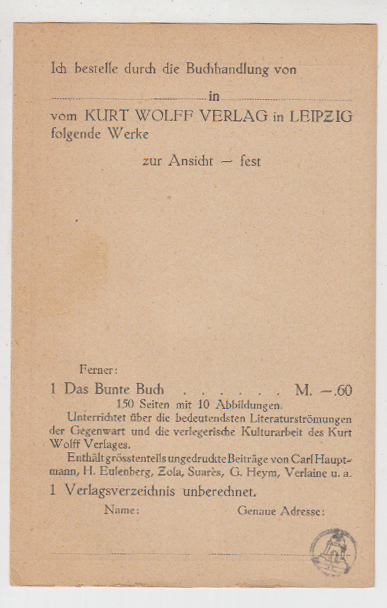 Ich bestelle durch die Buchhandlung von
in
vom KURT WOLFF VERLAG in LEIPZIG
folgende Werke
zur Ansicht — fest
Ferner:
1 Das Bunte Buch . . . . . . M. —.60
150 Seiten mit 10 Abbildungen.
Unterrichtet über die bedeutendsten Literaturströmungen
der Gegenwart und die verlegerische Kulturarbeit des Kurt
Wolff Verlages.
Enthält grösstenteils ungedruckte Beiträge von Carl Haupt-
mann, H. Eulenberg, Zola, Suarès, G. Heym, Verlaine u. a.
1 Verlagsverzeichnis unberechnet.
Name: Genaue Adresse: